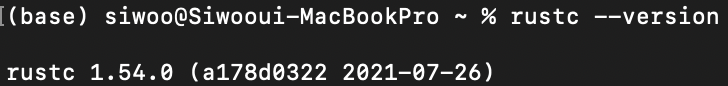 (base) siwoo@Siwooui-MacBookPro ~ % rustc --version
rustc 1.54.0 (a178d0322 2021-07-26)